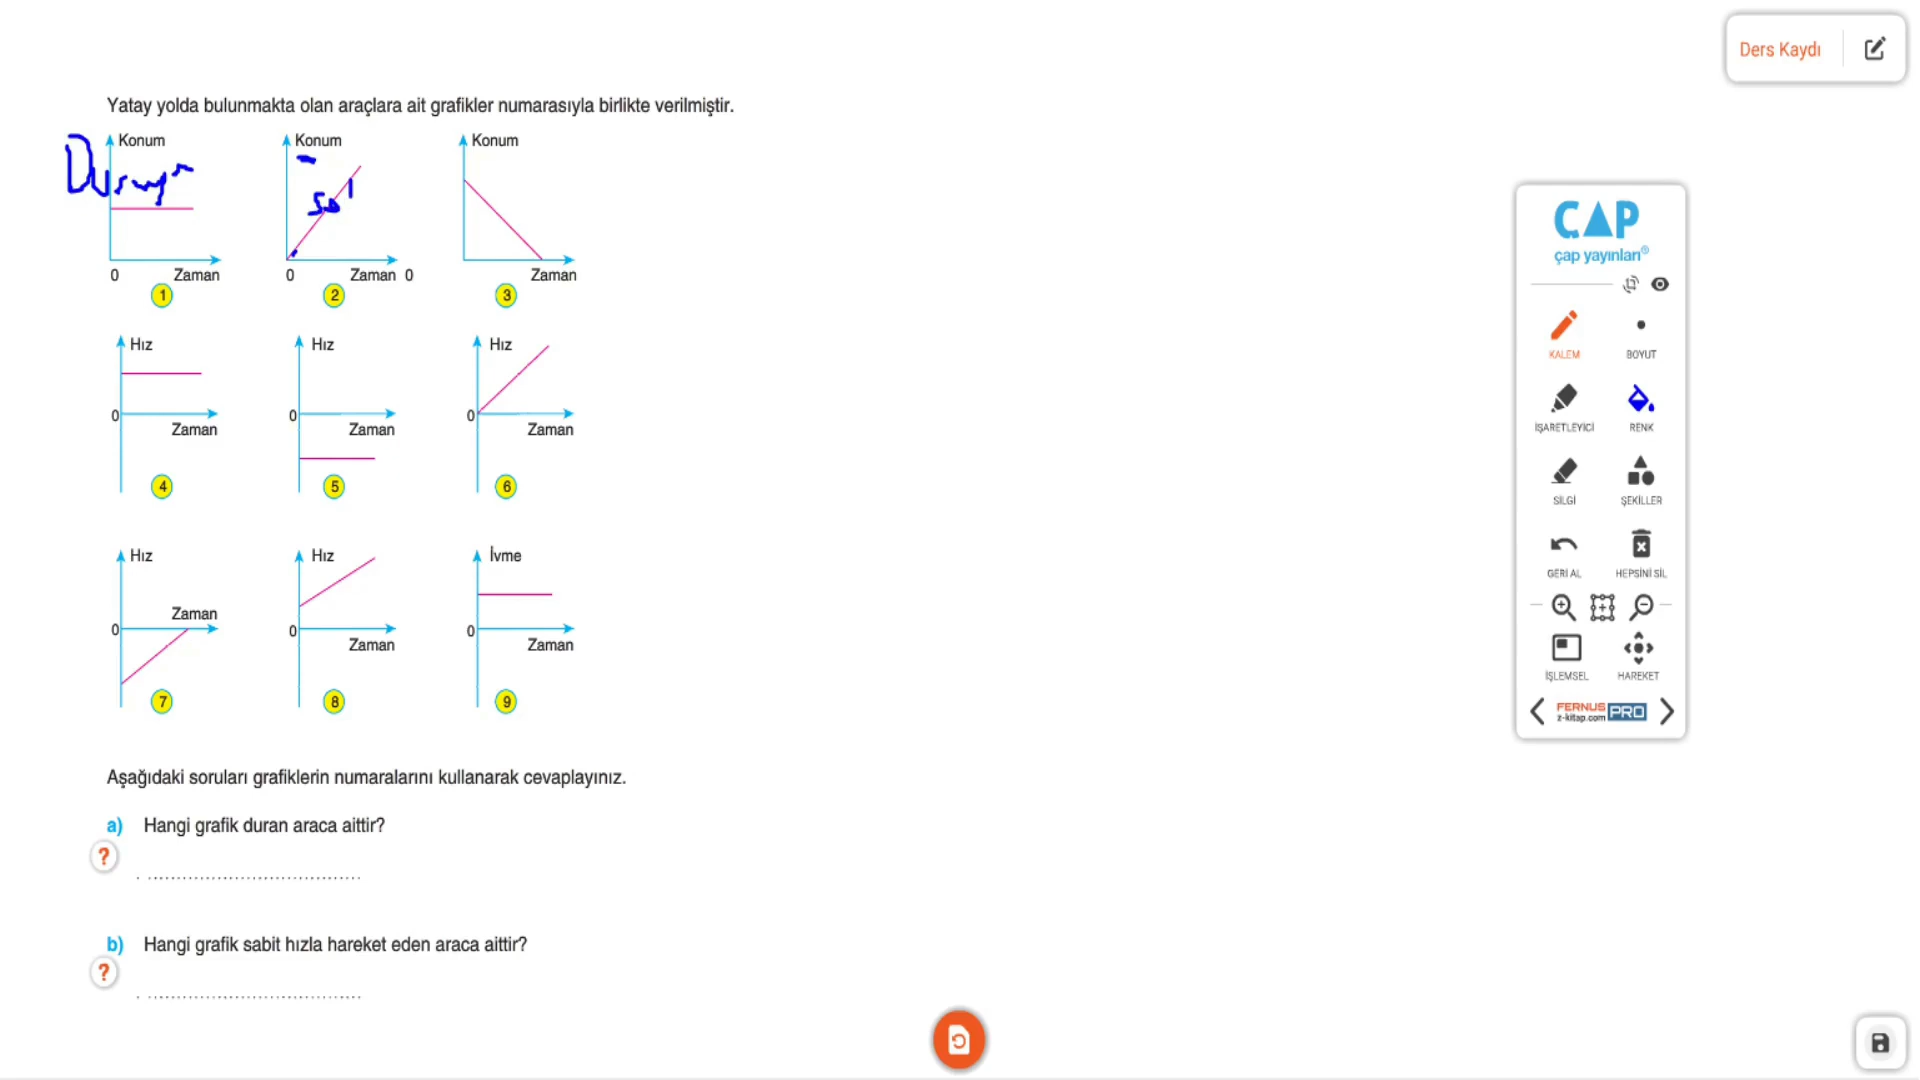 Ders Kaydı
Yatay yolda bulunmakta olan araçlara ait grafikler numarasıyla birlikte verilmiştir.
Konum
Konum
Konum
0
Zaman
0
Zaman
0
Zaman
1
2
3
Hız
Hız
Hız
0
Zaman
0
Zaman
0
Zaman
4
5
6
Hız
Hız
İvme
0
Zaman
0
Zaman
0
Zaman
7
8
9
Aşağıdaki soruları grafiklerin numaralarını kullanarak cevaplayınız.
a) Hangi grafik duran araca aittir?
?
b) Hangi grafik sabit hızla hareket eden araca aittir?
?
ÇAP
çap yayınları®
KALEM
BOYUT
İŞARETLEYİCİ
RENK
SİLGİ
ŞEKİLLER
GERİ AL
HEPSİNİ SİL
İŞLEMSEL
HAREKET
FERNUS PRO
z-kitap.com